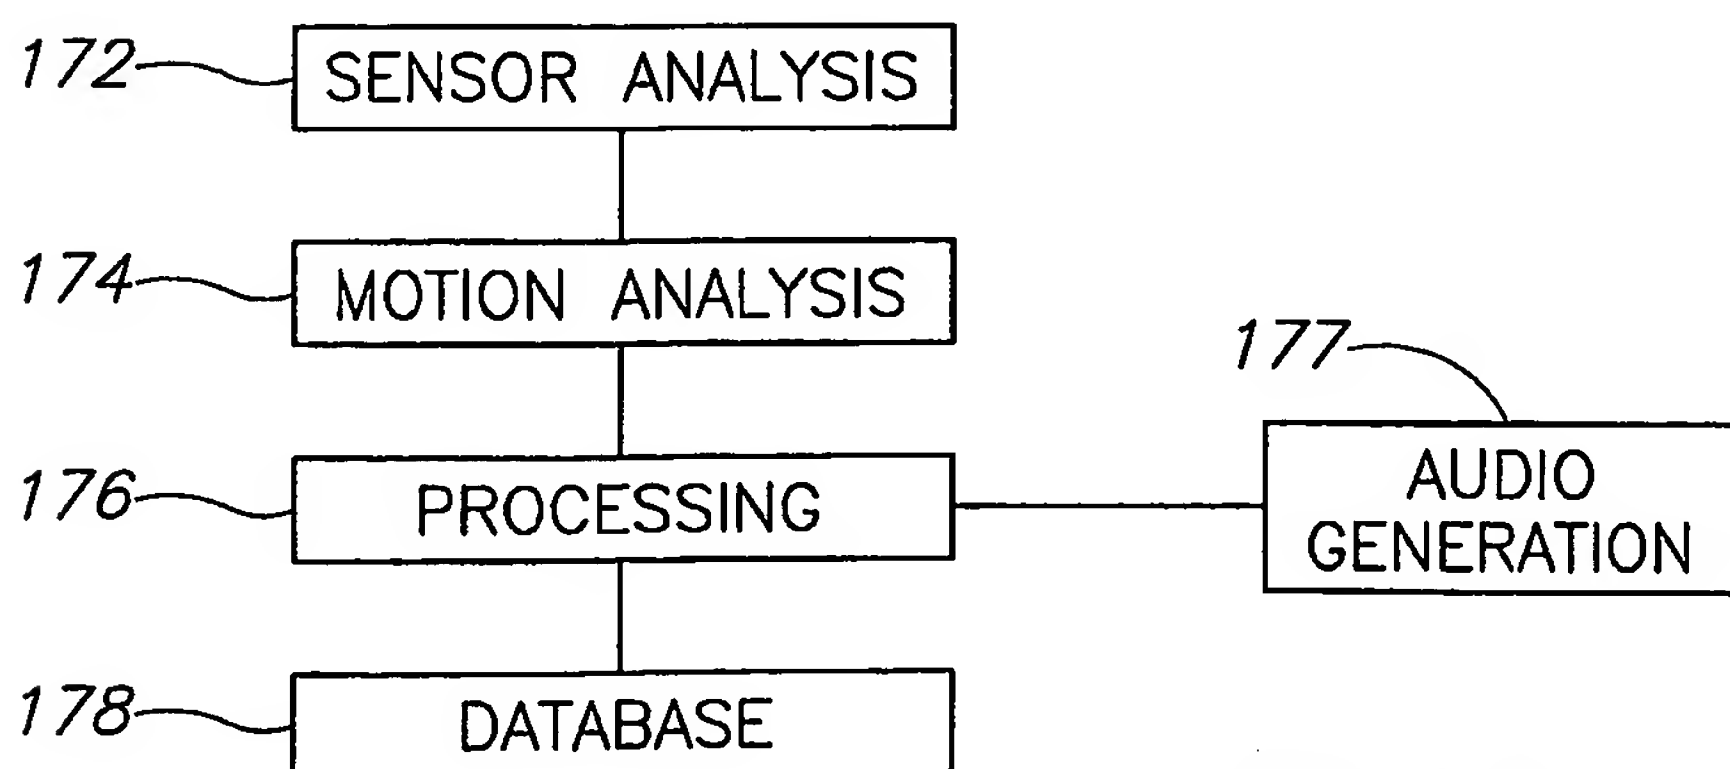 172
SENSOR ANALYSIS
174
MOTION ANALYSIS
177
176
PROCESSING
AUDIO
GENERATION
178
DATABASE